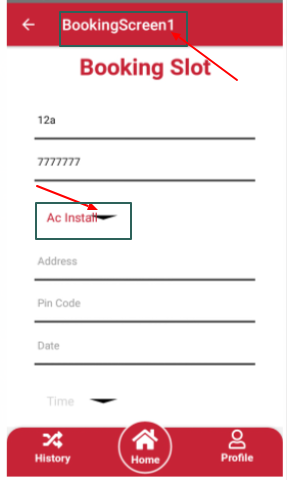 BookingScreen1
Booking Slot
12a
7777777
Ac Install
Address
Pin Code
Date
Time
History
Home
Profile